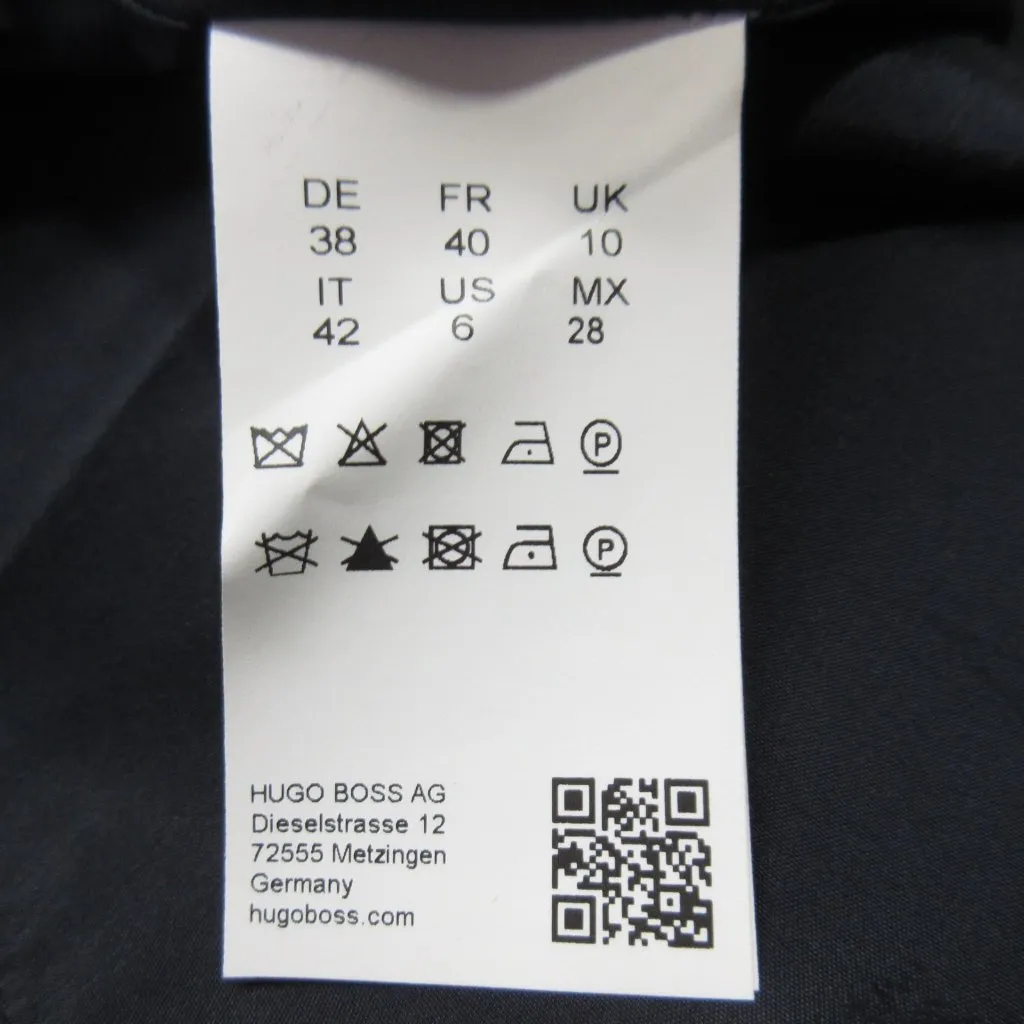 DE FR UK
38 40 10
IT US MX
42 6 28
P
P
HUGO BOSS AG
Dieselstrasse 12
72555 Metzingen
Germany
hugoboss.com